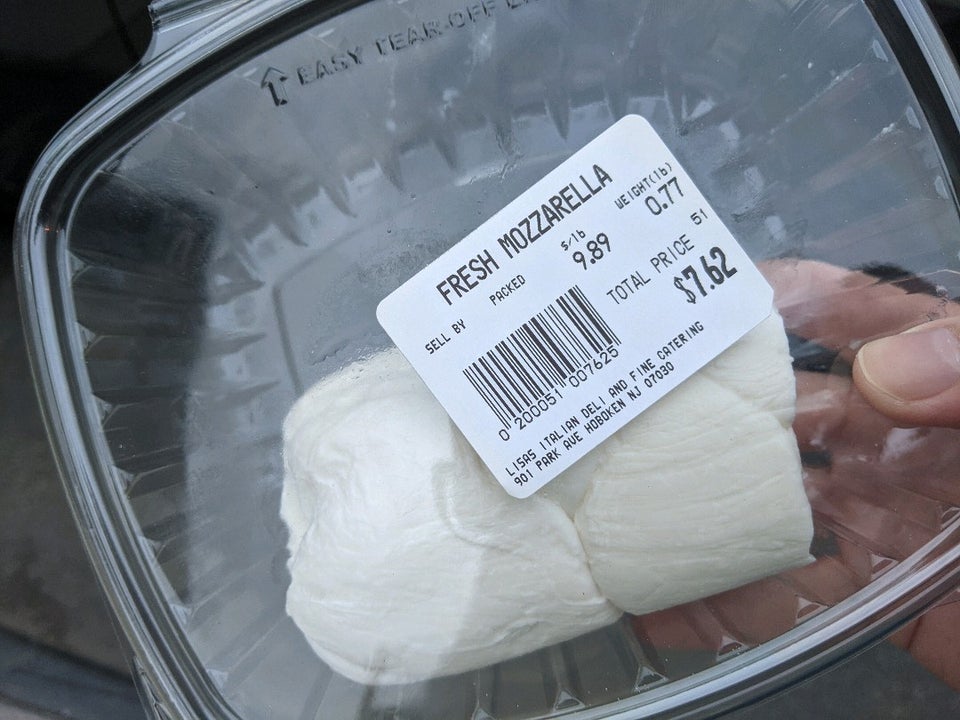 EASY TEAR-OFF
FRESH MOZZARELLA
SELL BY PACKED $/lb WEIGHT(lb)
9.89 0.77
TOTAL PRICE 51
$7.62
0 200051 007625
LISAS ITALIAN DELI AND FINE CATERING
901 PARK AVE HOBOKEN NJ 07030